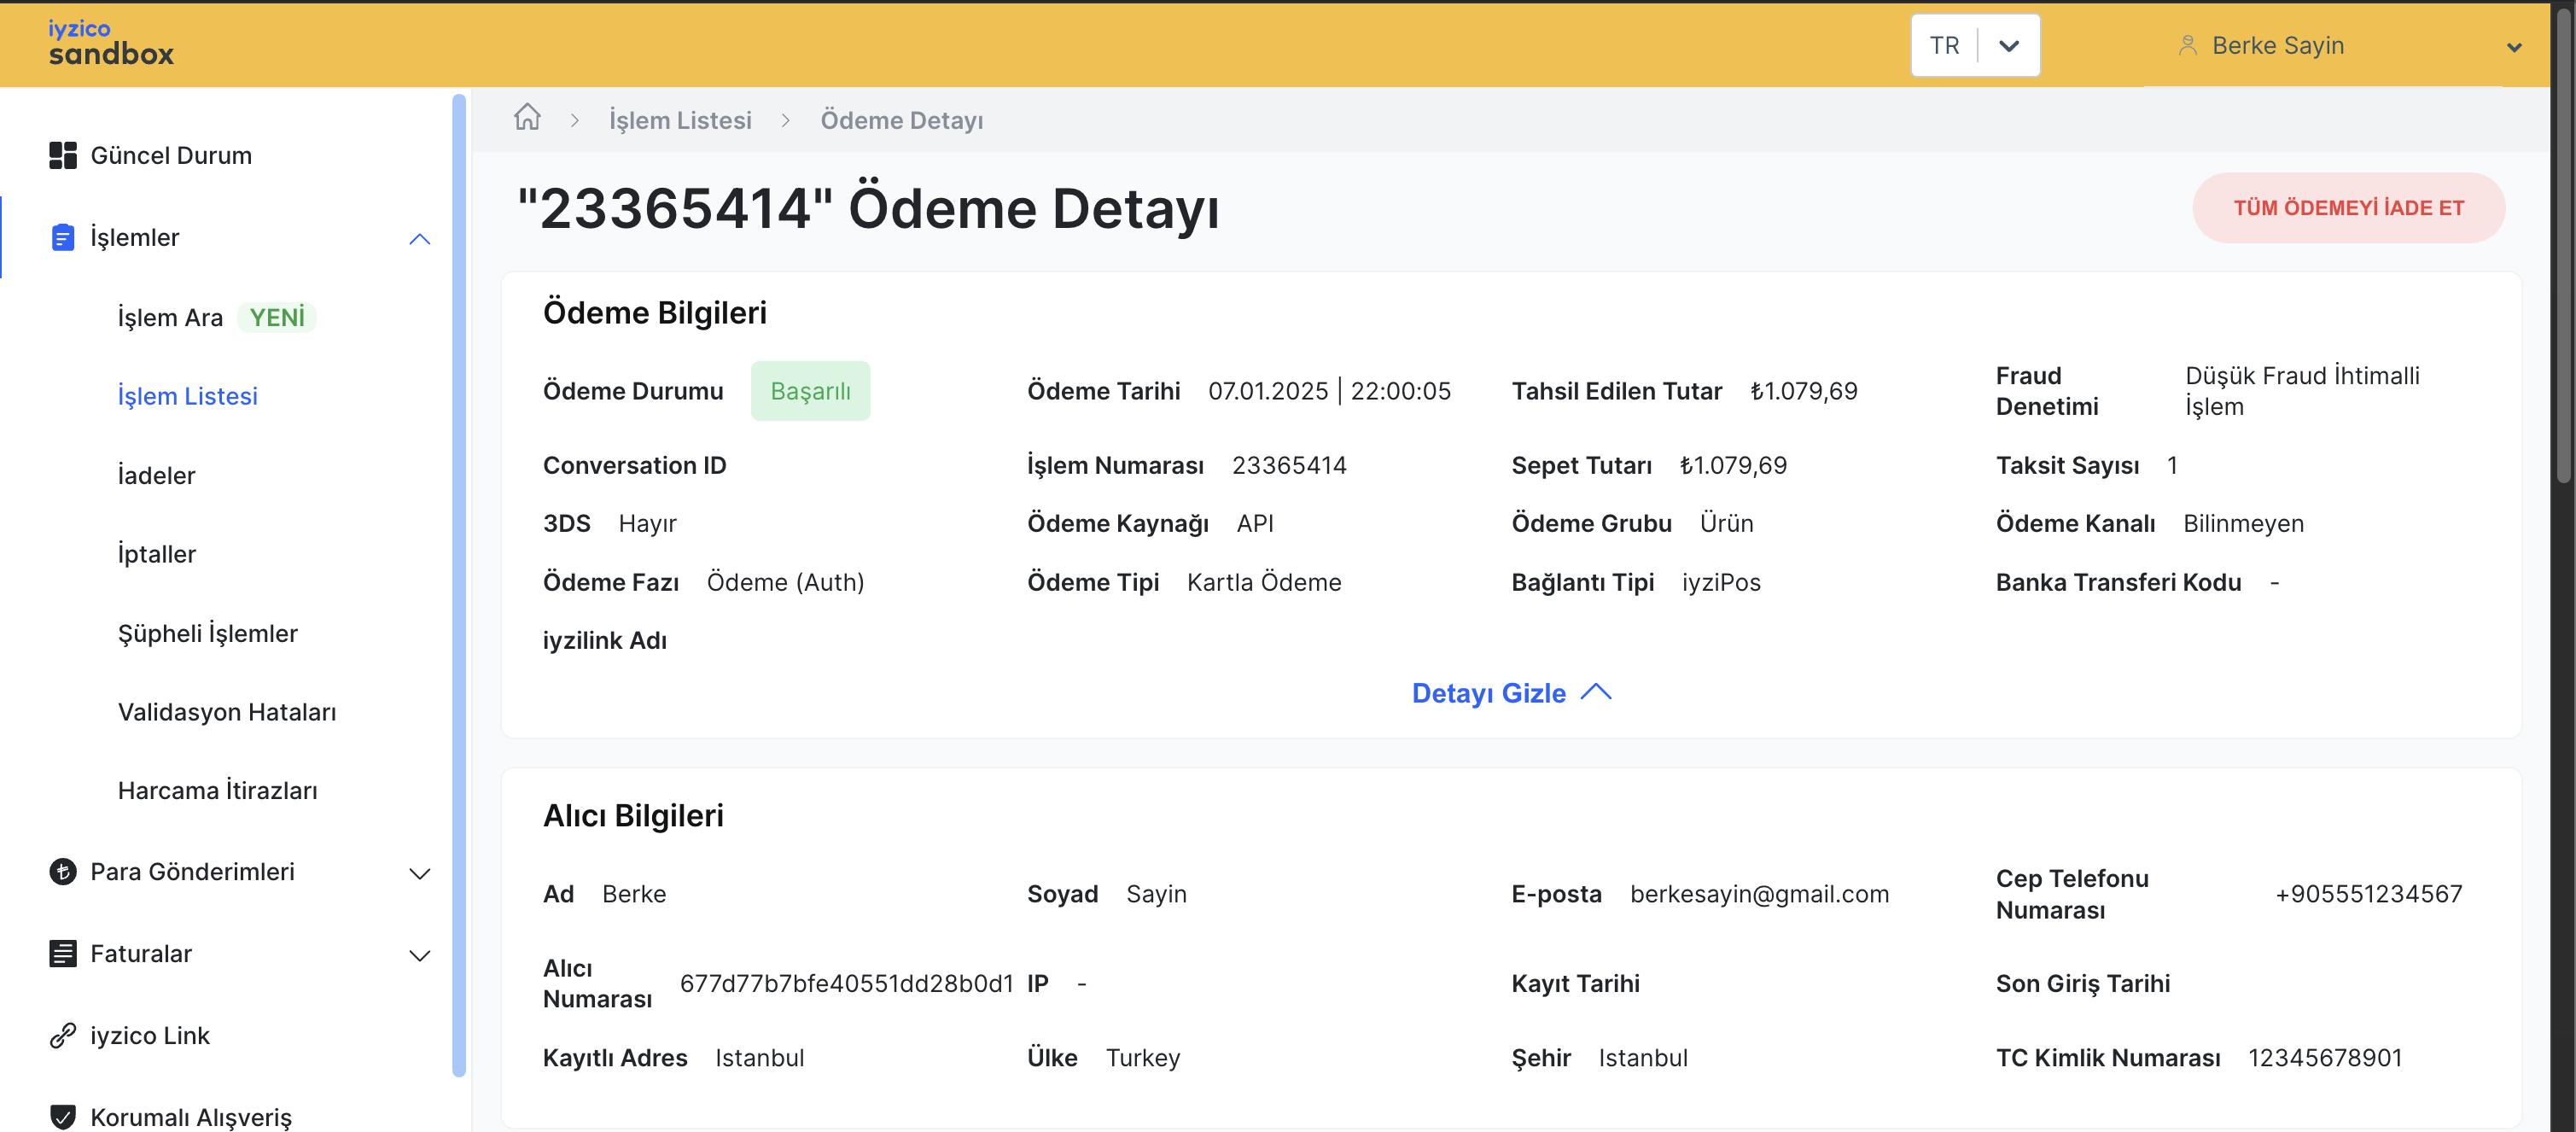 iyzico
sandbox
TR
Berke Sayin
Güncel Durum
İşlemler
İşlem Ara YENİ
İşlem Listesi
İadeler
İptaller
Şüpheli İşlemler
Validasyon Hataları
Harcama İtirazları
Para Gönderimleri
Faturalar
iyzico Link
Korumalı Alışveriş
İşlem Listesi > Ödeme Detayı
"23365414" Ödeme Detayı
TÜM ÖDEMEYİ İADE ET
Ödeme Bilgileri
Ödeme Durumu Başarılı
Ödeme Tarihi 07.01.2025 | 22:00:05
Tahsil Edilen Tutar ₺1.079,69
Fraud
Denetimi
Düşük Fraud İhtimalli
İşlem
Conversation ID
İşlem Numarası 23365414
Sepet Tutarı ₺1.079,69
Taksit Sayısı 1
3DS Hayır
Ödeme Kaynağı API
Ödeme Grubu Ürün
Ödeme Kanalı Bilinmeyen
Ödeme Fazı Ödeme (Auth)
Ödeme Tipi Kartla Ödeme
Bağlantı Tipi iyziPos
Banka Transferi Kodu -
iyzilink Adı
Detayı Gizle
Alıcı Bilgileri
Ad Berke
Soyad Sayin
E-posta berkesayin@gmail.com
Cep Telefonu
Numarası
+905551234567
Alıcı
Numarası
677d77b7bfe40551dd28b0d1
IP -
Kayıt Tarihi
Son Giriş Tarihi
Kayıtlı Adres Istanbul
Ülke Turkey
Şehir Istanbul
TC Kimlik Numarası 12345678901